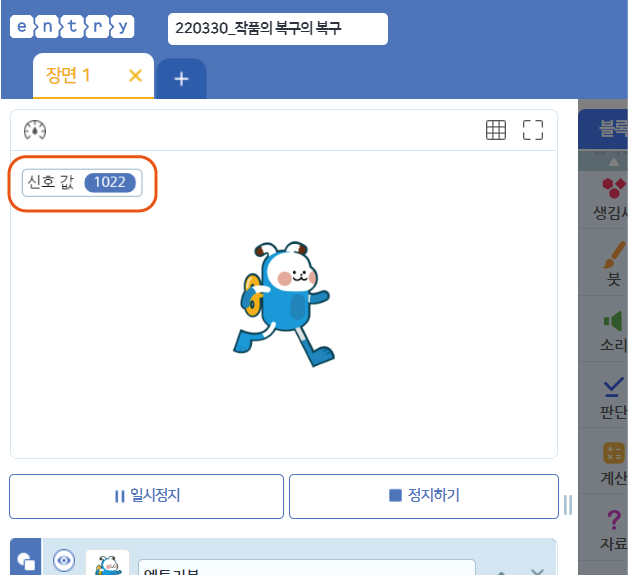 entry
220330_작품의 복구의 복구
장면 1
신호 값 1022
블록
생김새
붓
소리
판단
계산
자료
일시정지
정지하기
엔트리봇